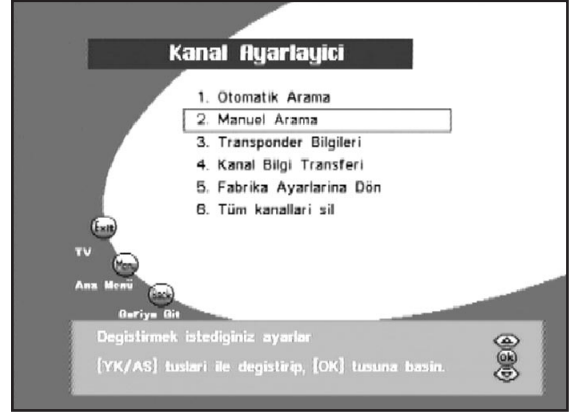 Kanal Ayarlayici
1. Otomatik Arama
2. Manuel Arama
3. Transponder Bilgileri
4. Kanal Bilgi Transferi
5. Fabrika Ayarlarina Dön
6. Tüm kanallari sil
Exit
TV
Menu
Ana Menü
Back
Geriye Git
Degistirmek istediginiz ayarlar
[YK/AS] tuslari ile degistirip, [OK] tusuna basin.
Ok